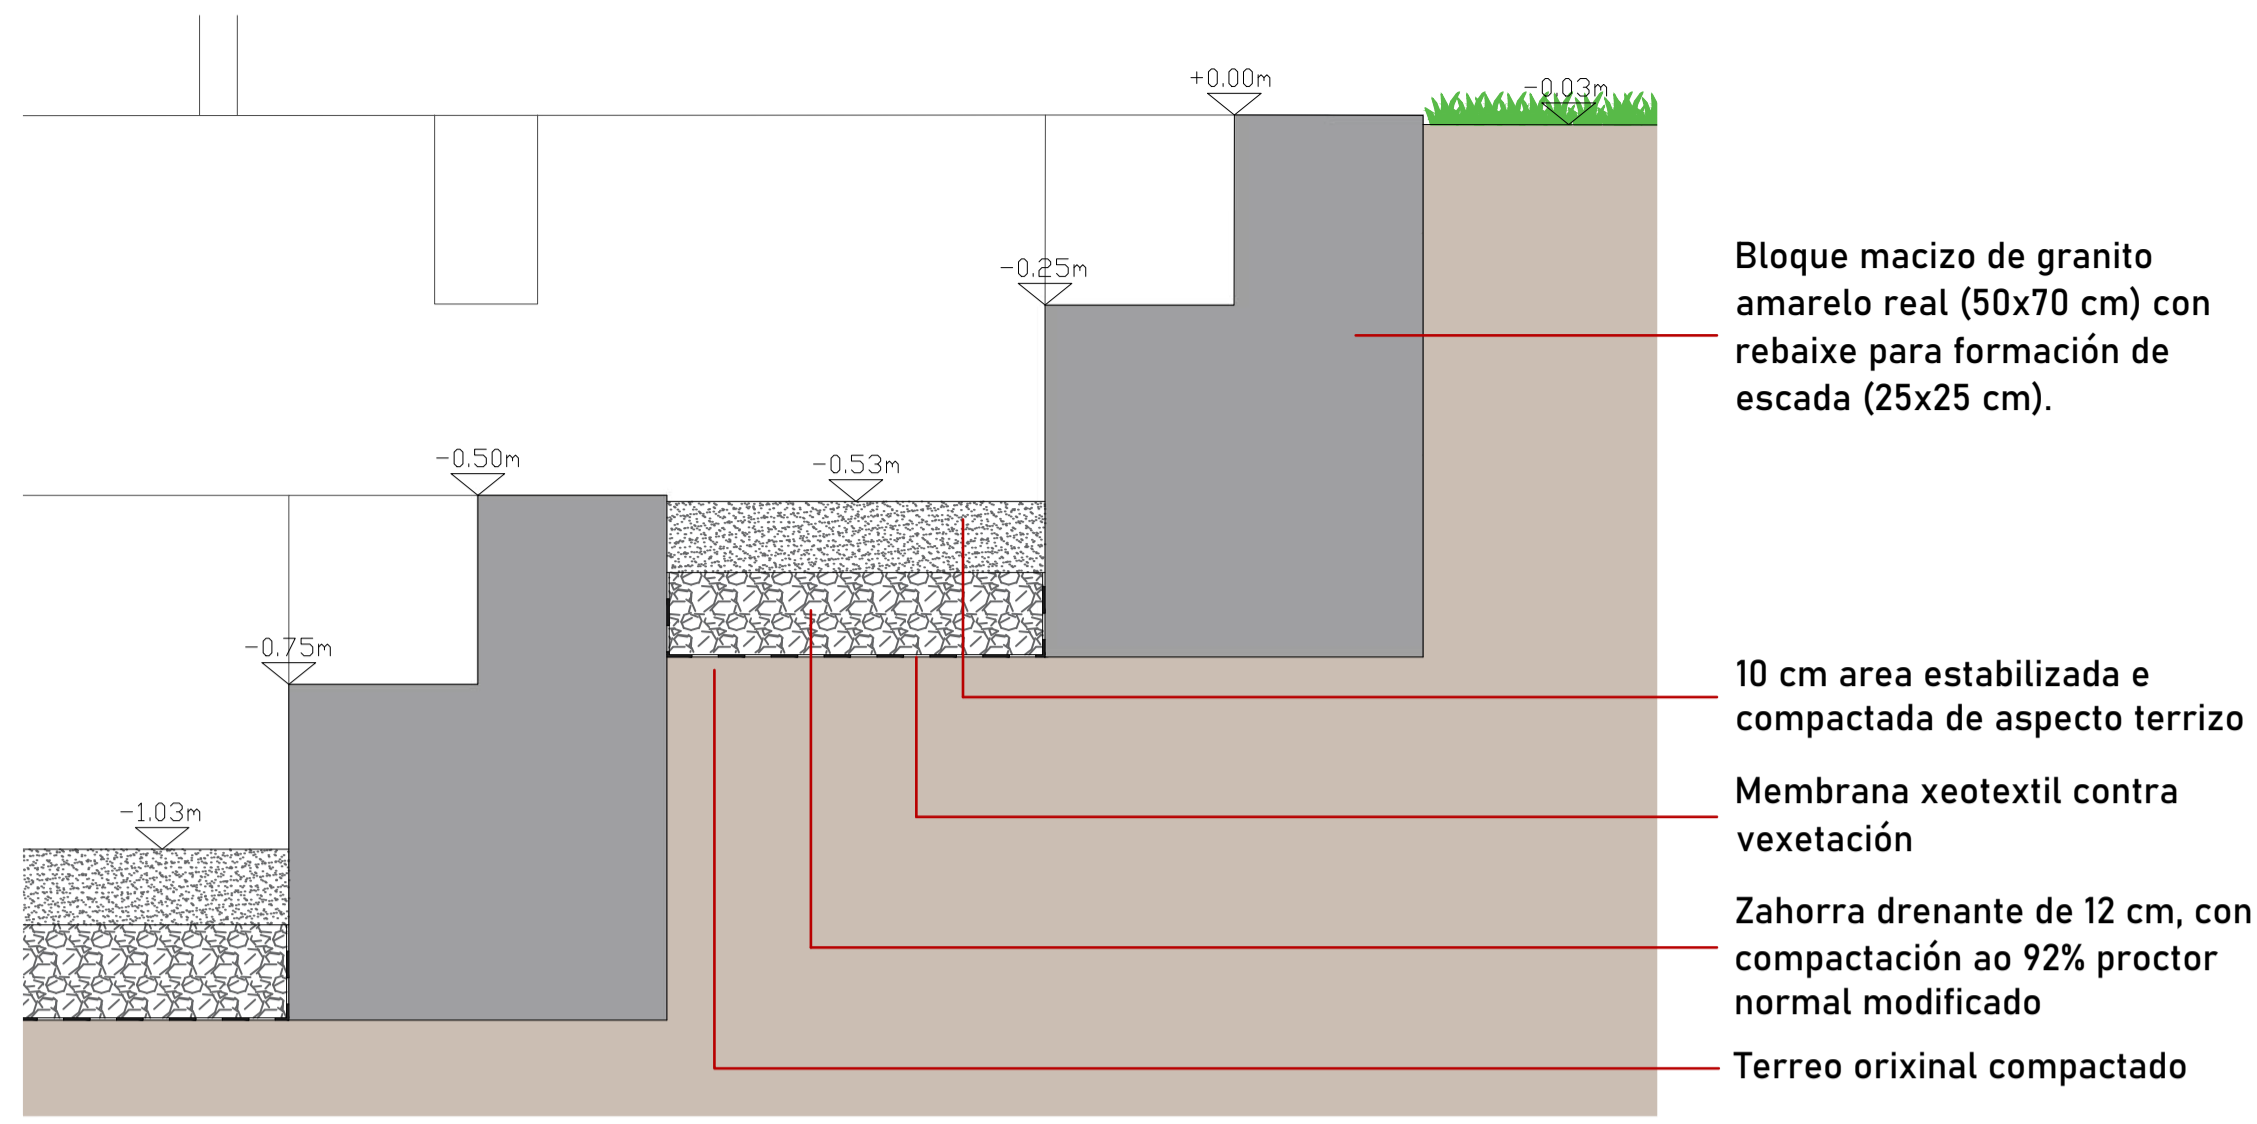 +0.00m
-0.03m
-0.25m
-0.50m
-0.53m
-0.75m
-1.03m
Bloque macizo de granito
amarelo real (50x70 cm) con
rebaixe para formación de
escada (25x25 cm).
10 cm area estabilizada e
compactada de aspecto terrizo
Membrana xeotextil contra
vexetación
Zahorra drenante de 12 cm, con
compactación ao 92% proctor
normal modificado
Terreo orixinal compactado